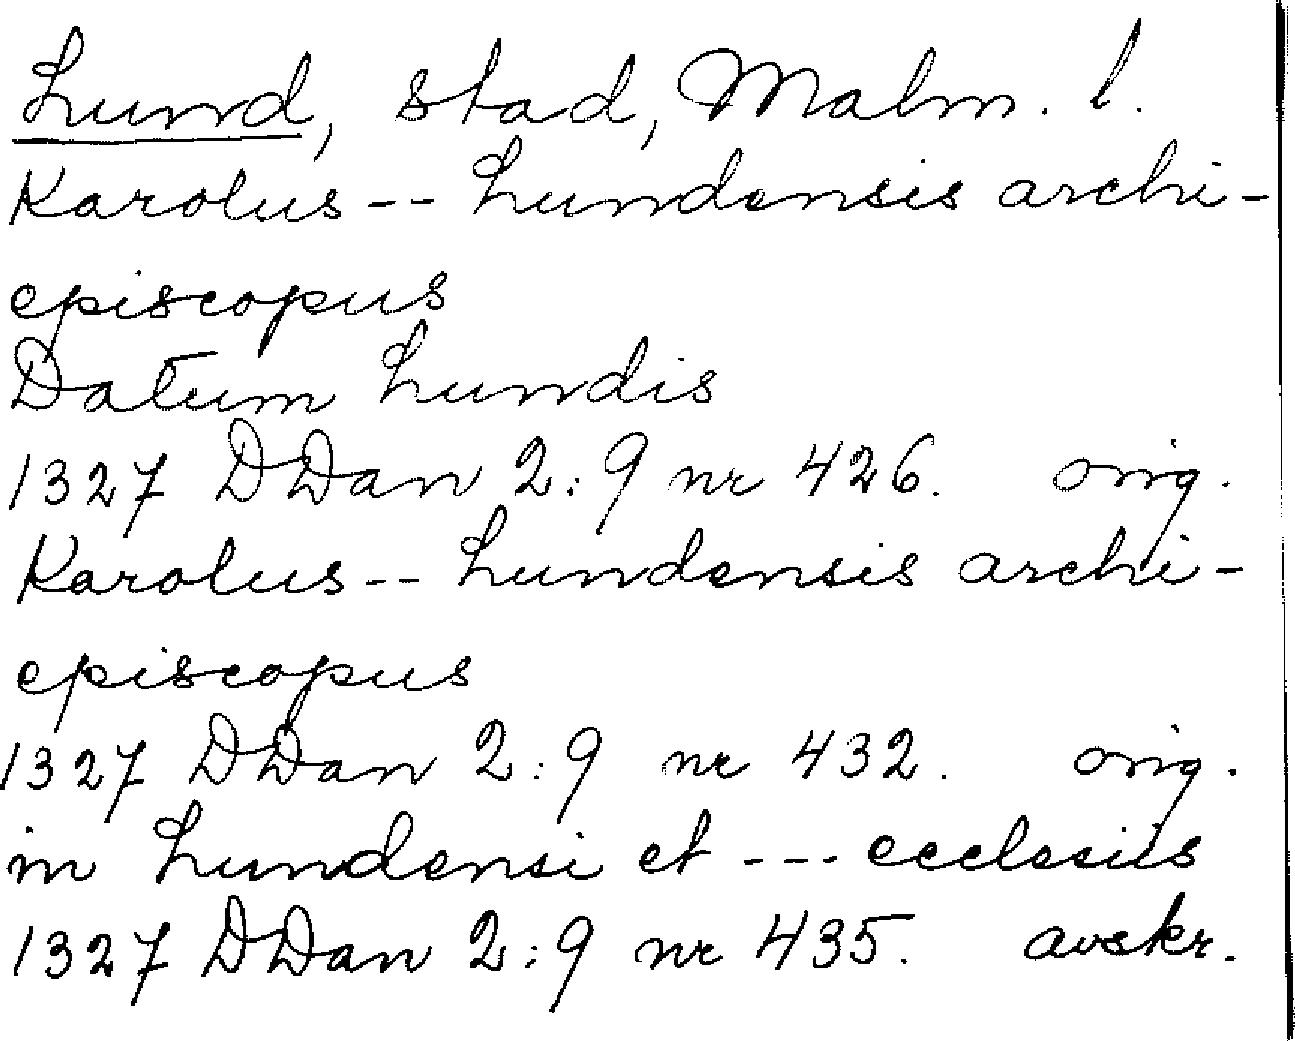 Lund, stad, Malm. l.
Karolus -- Lundensis archi-
episcopus
Datum Lundis
1327 DDan 2:9 nr 426. orig.
Karolus -- Lundensis archi-
episcopus
1327 DDan 2:9 nr 432. orig.
in Lundensi et --- ecclesiis
1327 DDan 2:9 nr 435. avskr.